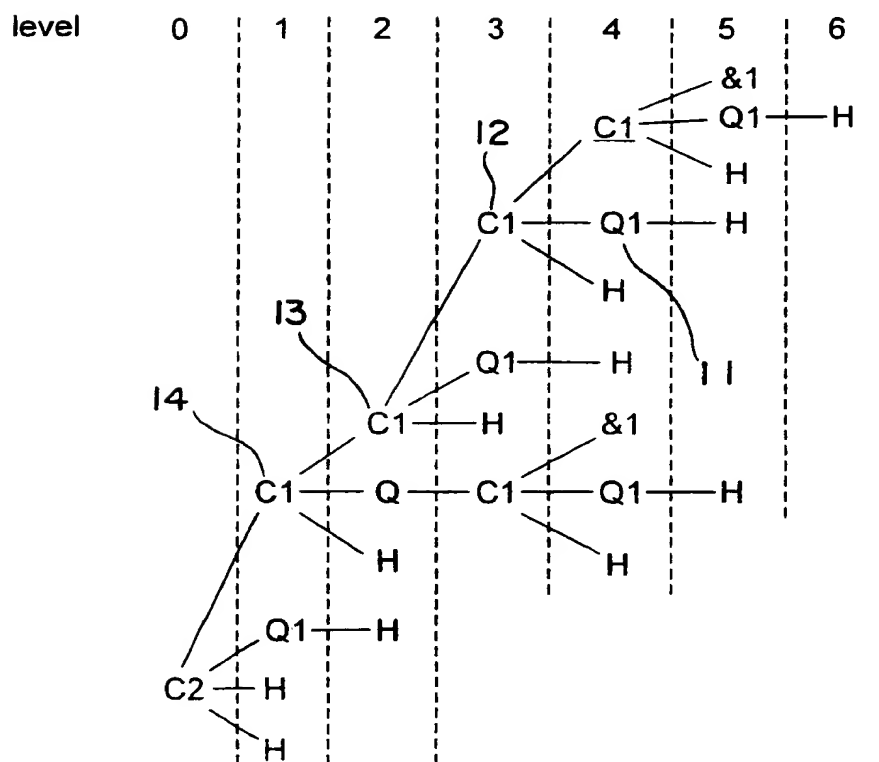 level 0 1 2 3 4 5 6
&1
C1 Q1 H
12
H
C1 Q1 H
H
13
Q1 H 11
14
C1 H &1
C1 Q C1 Q1 H
H H
Q1 H
C2 H
H